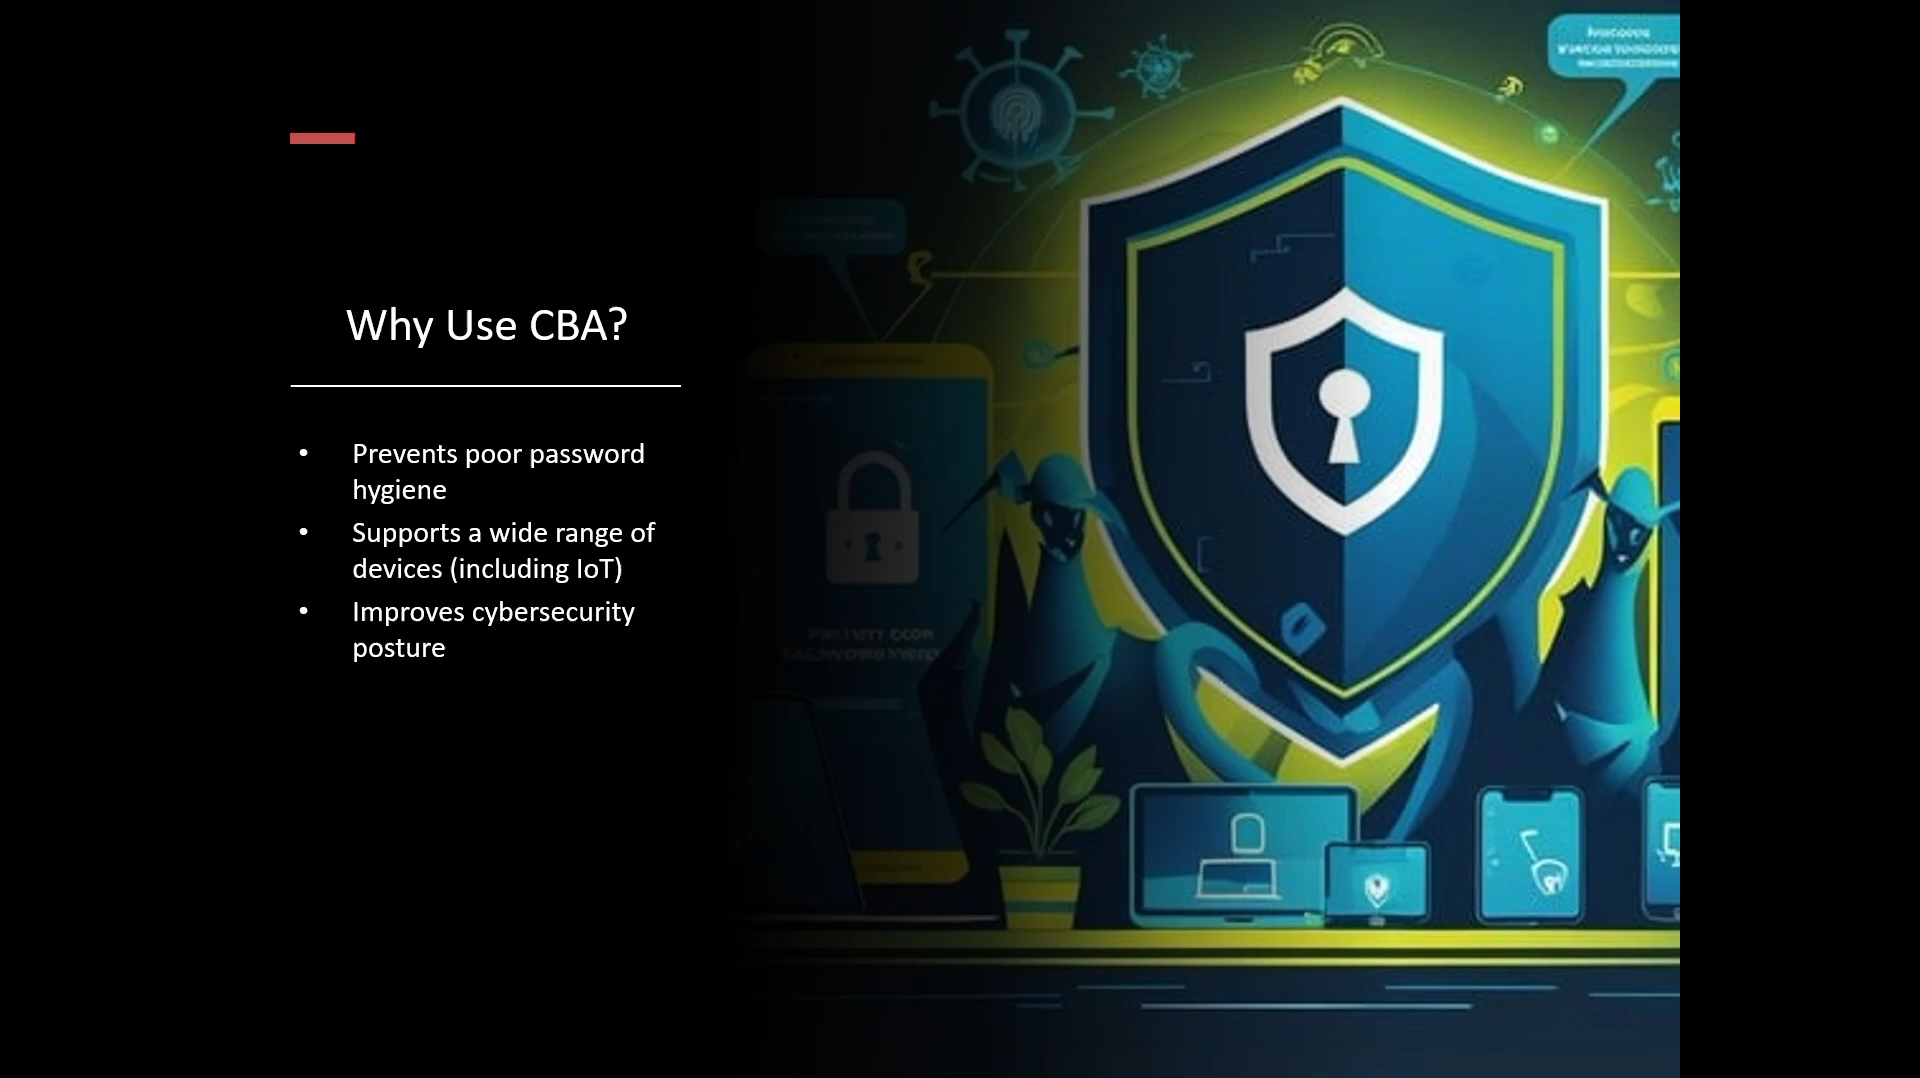 Why Use CBA?
• Prevents poor password
hygiene
• Supports a wide range of
devices (including IoT)
• Improves cybersecurity
posture